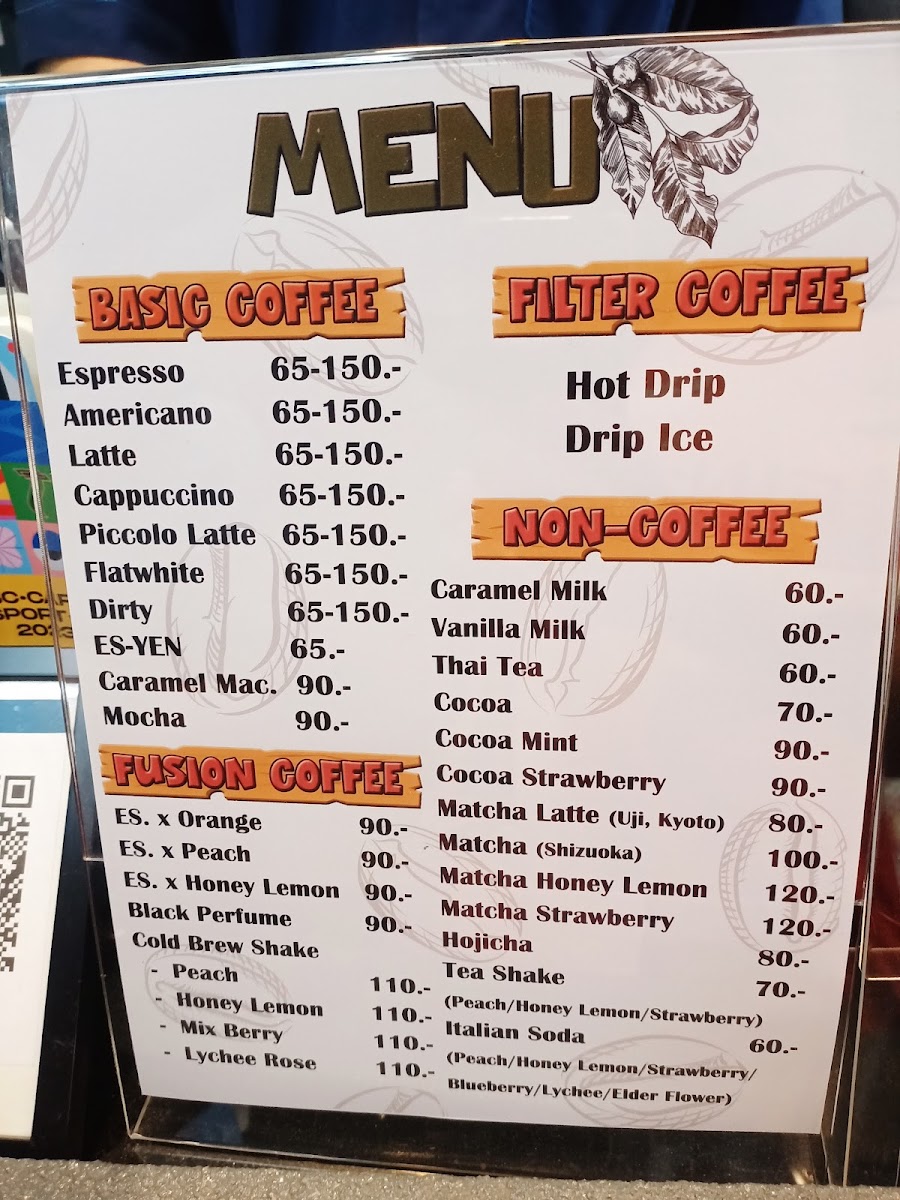 MENU
BASIC COFFEE
Espresso 65-150.-
Americano 65-150.-
Latte 65-150.-
Cappuccino 65-150.-
Piccolo Latte 65-150.-
Flatwhite 65-150.-
Dirty 65-150.-
ES-YEN 65.-
Caramel Mac. 90.-
Mocha 90.-
FUSION COFFEE
ES. x Orange 90.-
ES. x Peach 90.-
ES. x Honey Lemon 90.-
Black Perfume 90.-
Cold Brew Shake
- Peach 110.-
- Honey Lemon 110.-
- Mix Berry 110.-
- Lychee Rose 110.-
FILTER COFFEE
Hot Drip
Drip Ice
NON-COFFEE
Caramel Milk 60.-
Vanilla Milk 60.-
Thai Tea 60.-
Cocoa 70.-
Cocoa Mint 90.-
Cocoa Strawberry 90.-
Matcha Latte (Uji, Kyoto) 80.-
Matcha (Shizuoka) 100.-
Matcha Honey Lemon 120.-
Matcha Strawberry 120.-
Hojicha 80.-
Tea Shake 70.-
(Peach/Honey Lemon/Strawberry)
Italian Soda 60.-
(Peach/Honey Lemon/Strawberry/
Blueberry/Lychee/Elder Flower)